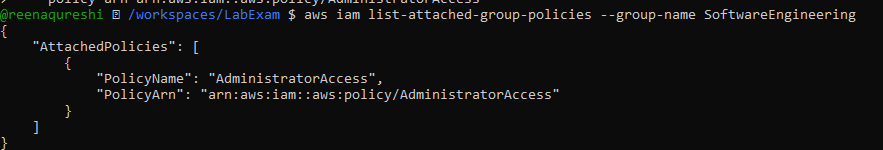 policy arn arn:aws:iam::aws:policy/AdministratorAccess
@reenaqureshi /workspaces/LabExam $ aws iam list-attached-group-policies --group-name SoftwareEngineering
{
    "AttachedPolicies": [
        {
            "PolicyName": "AdministratorAccess",
            "PolicyArn": "arn:aws:iam::aws:policy/AdministratorAccess"
        }
    ]
}